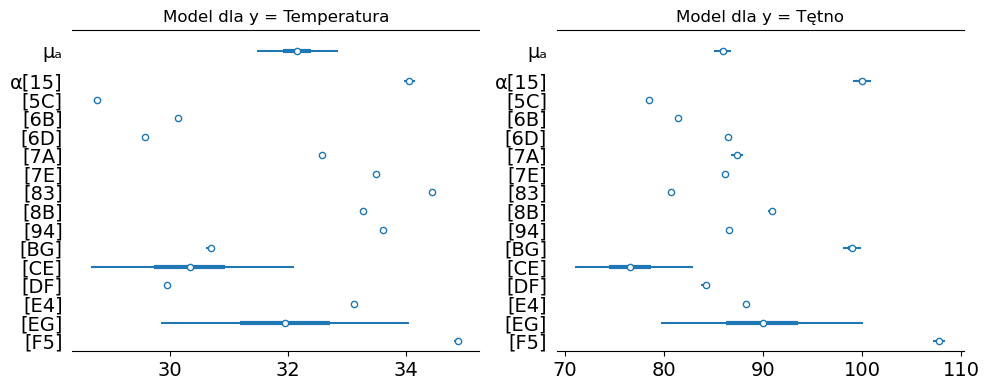 Model dla y = Temperatura
μₐ
α[15]
[5C]
[6B]
[6D]
[7A]
[7E]
[83]
[8B]
[94]
[BG]
[CE]
[DF]
[E4]
[EG]
[F5]
30 32 34
Model dla y = Tętno
μₐ
α[15]
[5C]
[6B]
[6D]
[7A]
[7E]
[83]
[8B]
[94]
[BG]
[CE]
[DF]
[E4]
[EG]
[F5]
70 80 90 100 110